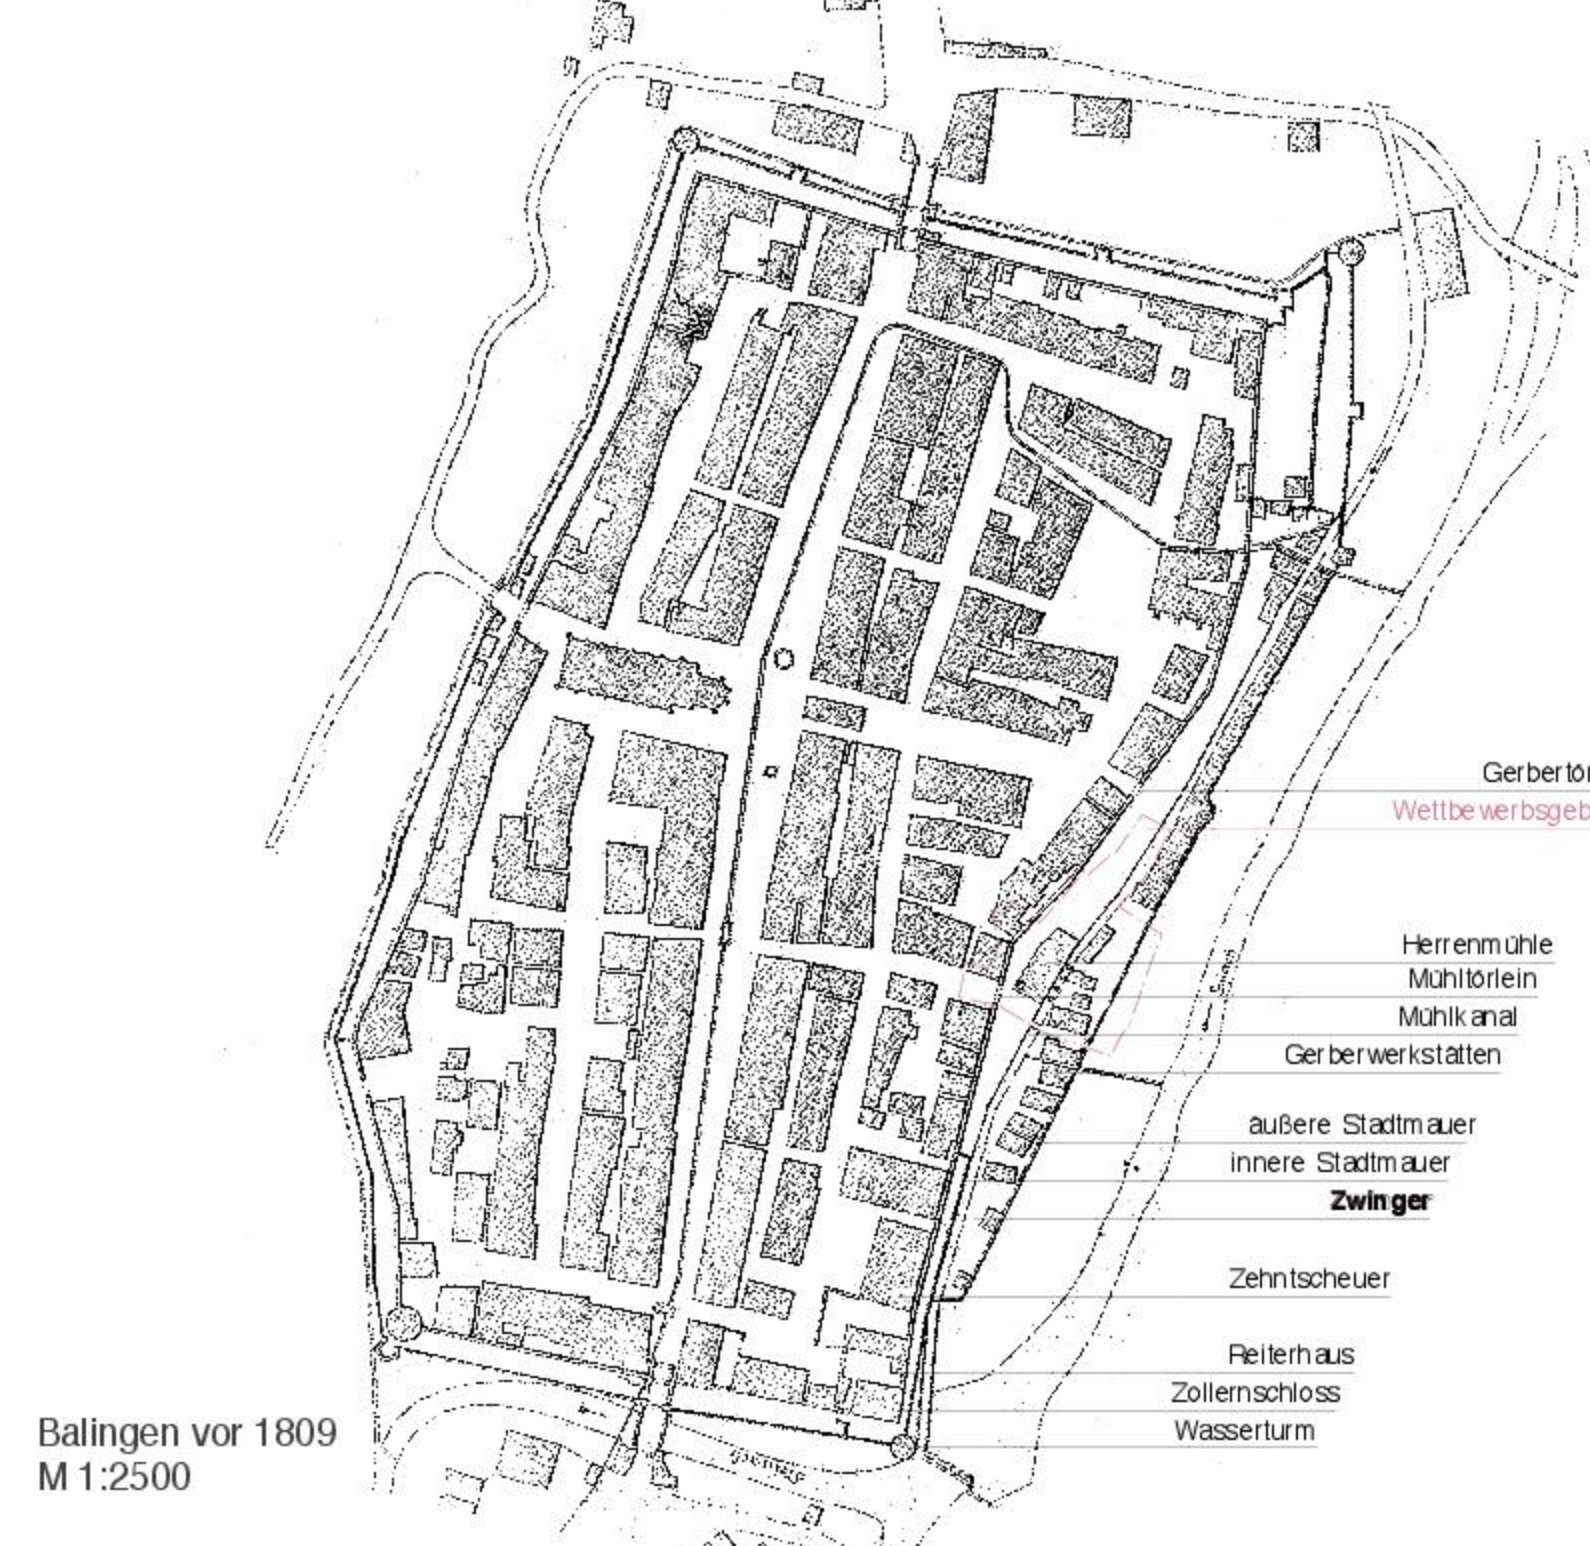 Gerbertör
Wettbewerbsgeb
Herrenmühle
Mühltörlein
Mühlkanal
Gerberwerkstätten
äußere Stadtmauer
innere Stadtmauer
Zwinger
Zehntscheuer
Reiterhaus
Zollernschloss
Wasserturm
Balingen vor 1809
M 1:2500